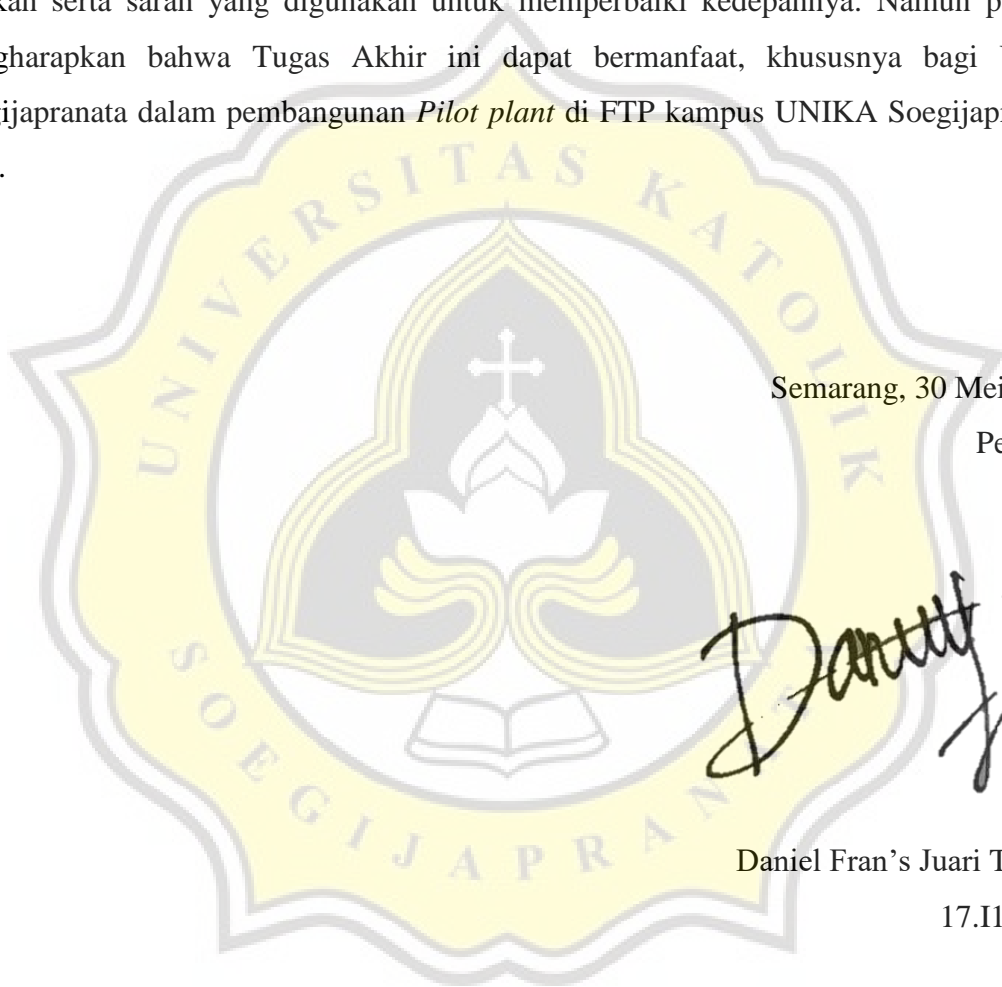 kan serta saran yang digunakan untuk memperbaiki kedepannya. Namun p
gharapkan bahwa Tugas Akhir ini dapat bermanfaat, khususnya bagi
gijapranata dalam pembangunan Pilot plant di FTP kampus UNIKA Soegijapr
.
UNIVERSITAS KATOLIK
Semarang, 30 Mei
Pe
SOEGIJAPRANATA
Daniel Fran's Juari T
17.I1